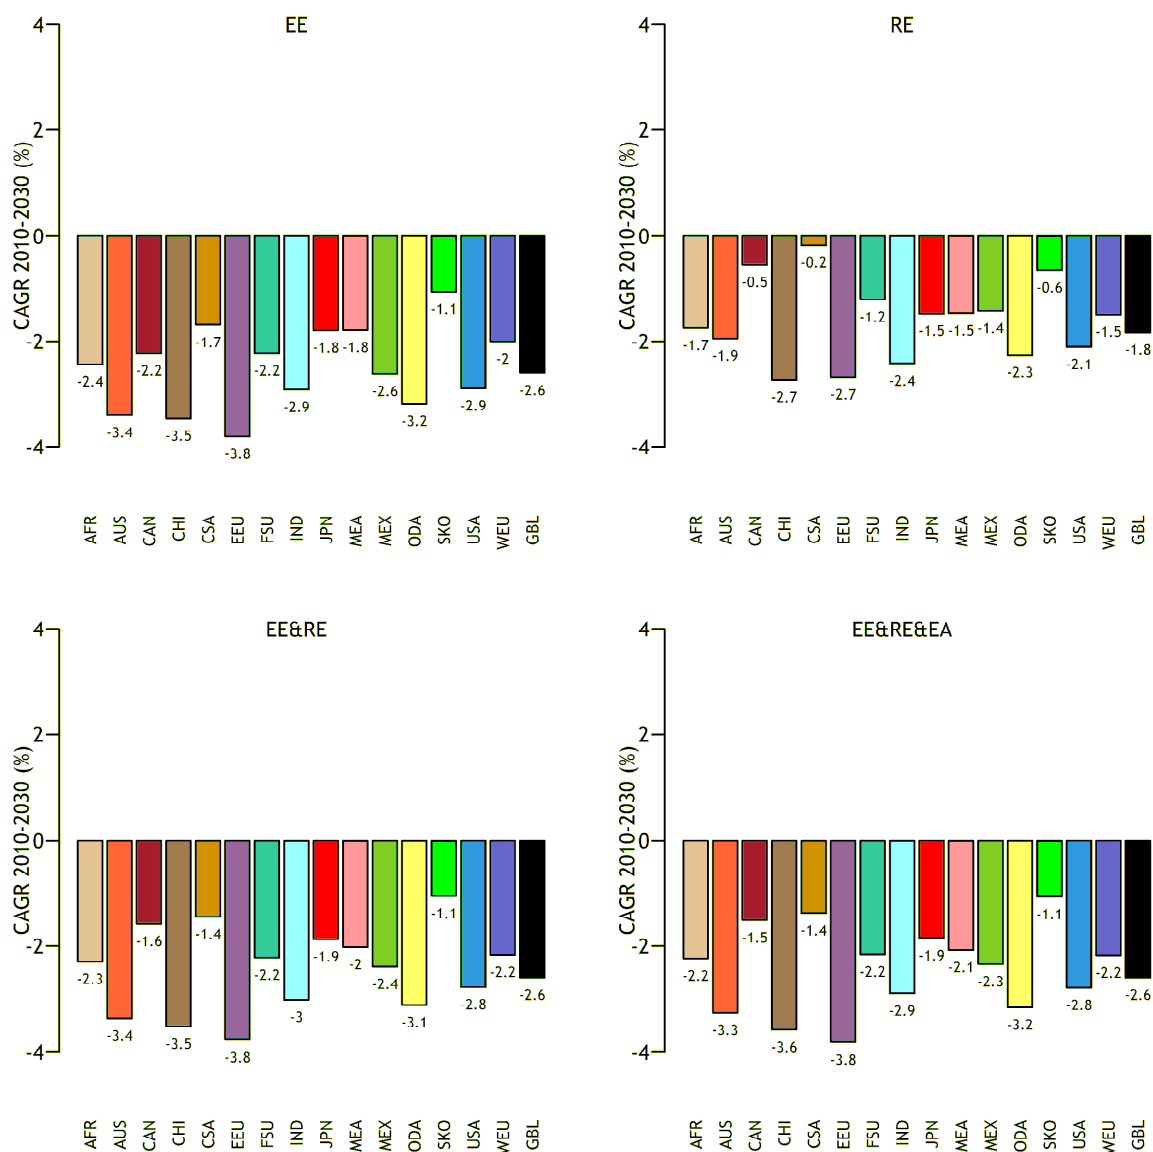 EE
4
2
0
-2
-4
CAGR 2010-2030 (%)
-2.4 -3.4 -2.2 -3.5 -1.7 -3.8 -2.2 -2.9 -1.8 -1.8 -2.6 -3.2 -1.1 -2.9 -2 -2.6
AFR AUS CAN CHI CSA EEU FSU IND JPN MEA MEX ODA SKO USA WEU GBL
RE
4
2
0
-2
-4
CAGR 2010-2030 (%)
-1.7 -1.9 -0.5 -2.7 -0.2 -2.7 -1.2 -2.4 -1.5 -1.5 -1.4 -2.3 -0.6 -2.1 -1.5 -1.8
AFR AUS CAN CHI CSA EEU FSU IND JPN MEA MEX ODA SKO USA WEU GBL
EE&RE
4
2
0
-2
-4
CAGR 2010-2030 (%)
-2.3 -3.4 -1.6 -3.5 -1.4 -3.8 -2.2 -3 -1.9 -2 -2.4 -3.1 -1.1 -2.8 -2.2 -2.6
AFR AUS CAN CHI CSA EEU FSU IND JPN MEA MEX ODA SKO USA WEU GBL
EE&RE&EA
4
2
0
-2
-4
CAGR 2010-2030 (%)
-2.2 -3.3 -1.5 -3.6 -1.4 -3.8 -2.2 -2.9 -1.9 -2.1 -2.3 -3.2 -1.1 -2.8 -2.2 -2.6
AFR AUS CAN CHI CSA EEU FSU IND JPN MEA MEX ODA SKO USA WEU GBL